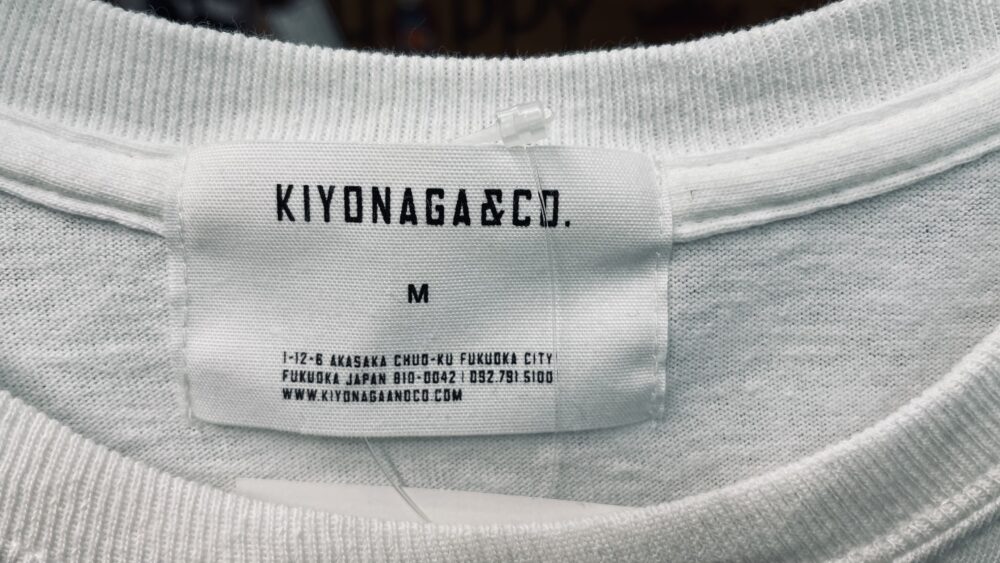 KIYONAGA&CO.
M
1-12-6 AKASAKA CHUO-KU FUKUOKA CITY
FUKUOKA JAPAN 810-0042 | 092.791.5100
WWW.KIYONAGAANDCO.COM